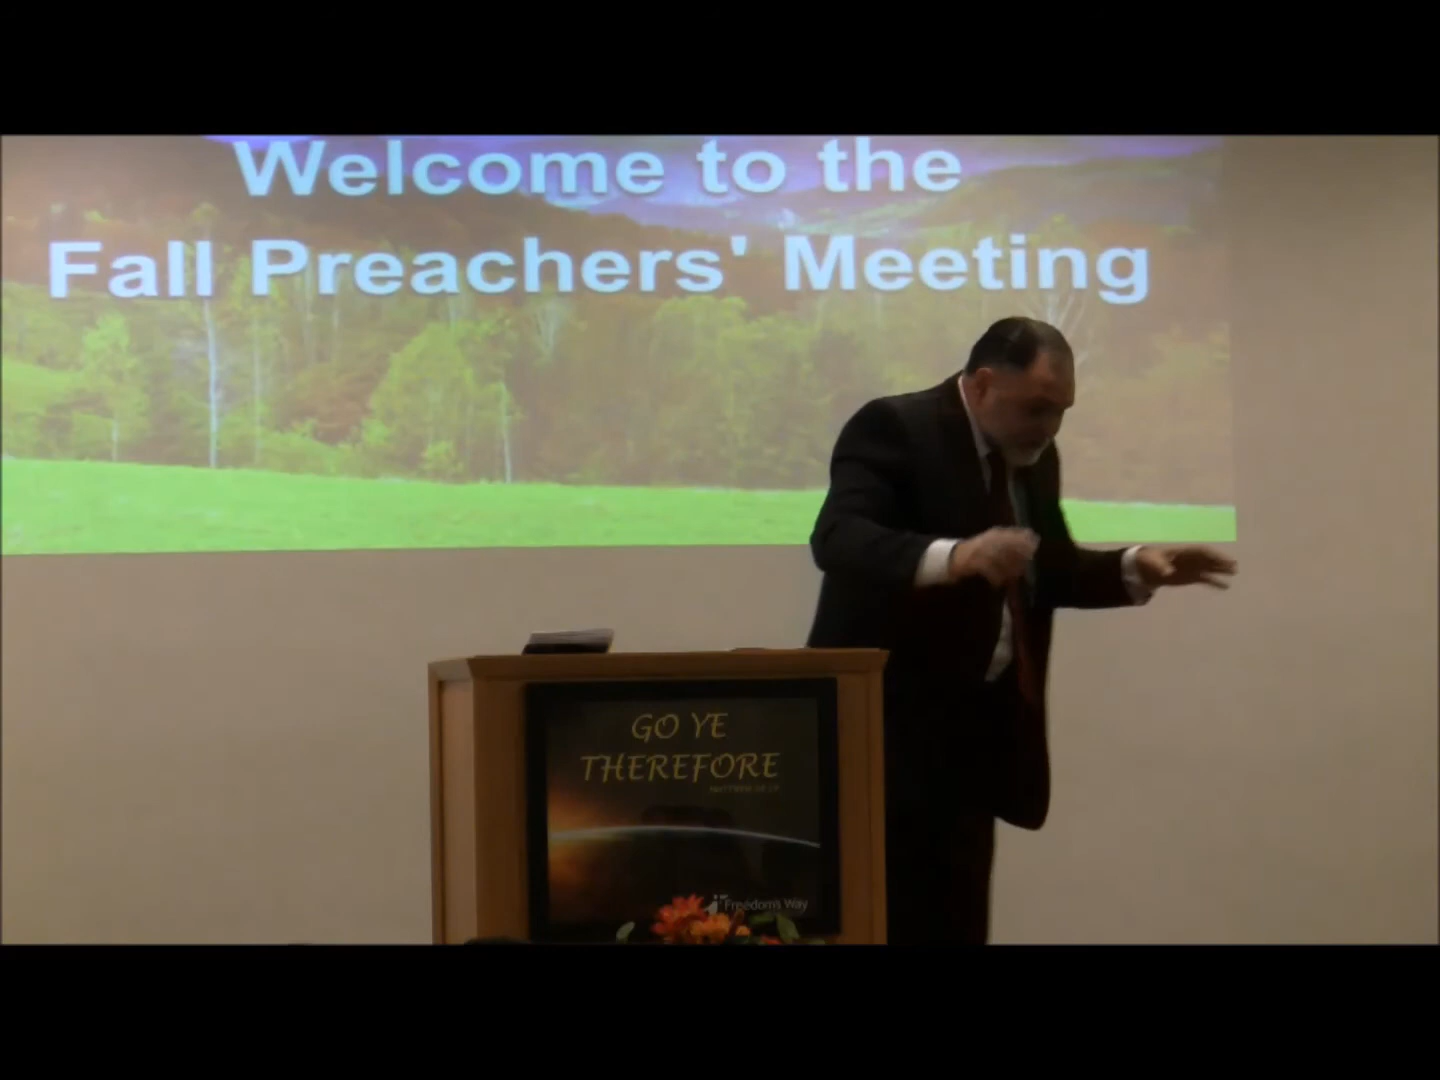 Welcome to the
Fall Preachers' Meeting
GO YE
THEREFORE
Freedom's Way